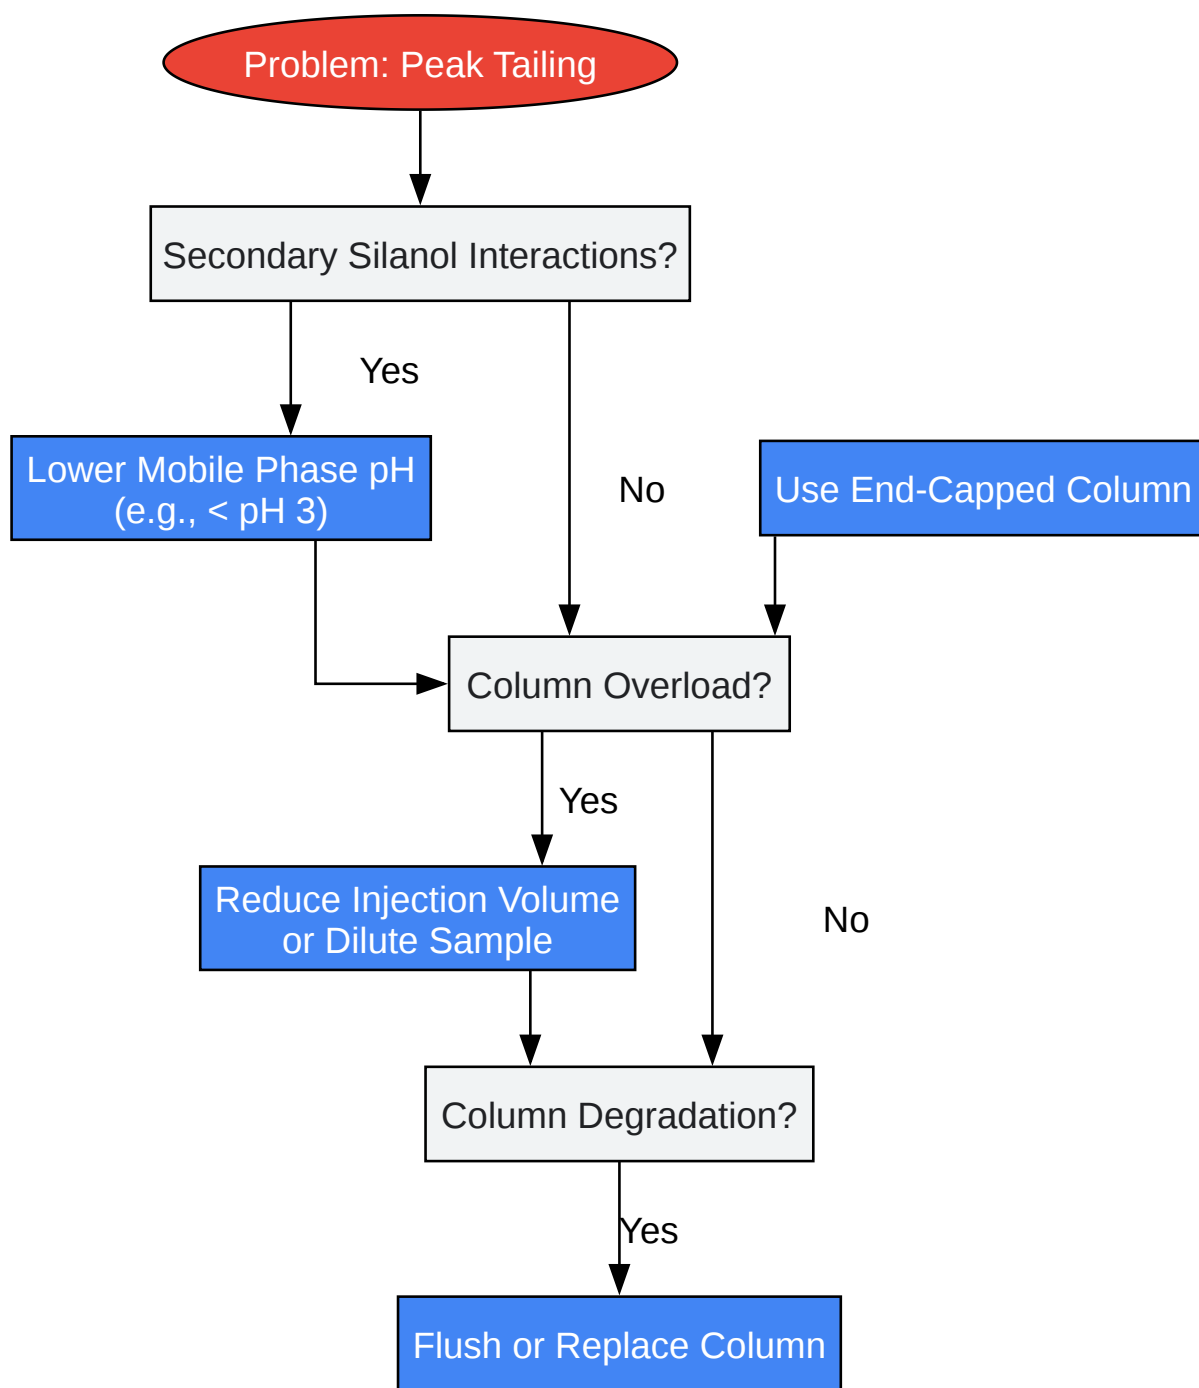 Problem: Peak Tailing
Secondary Silanol Interactions?
Yes
Lower Mobile Phase pH
(e.g., < pH 3)
No
Use End-Capped Column
Column Overload?
Yes
Reduce Injection Volume
or Dilute Sample
No
Column Degradation?
Yes
Flush or Replace Column